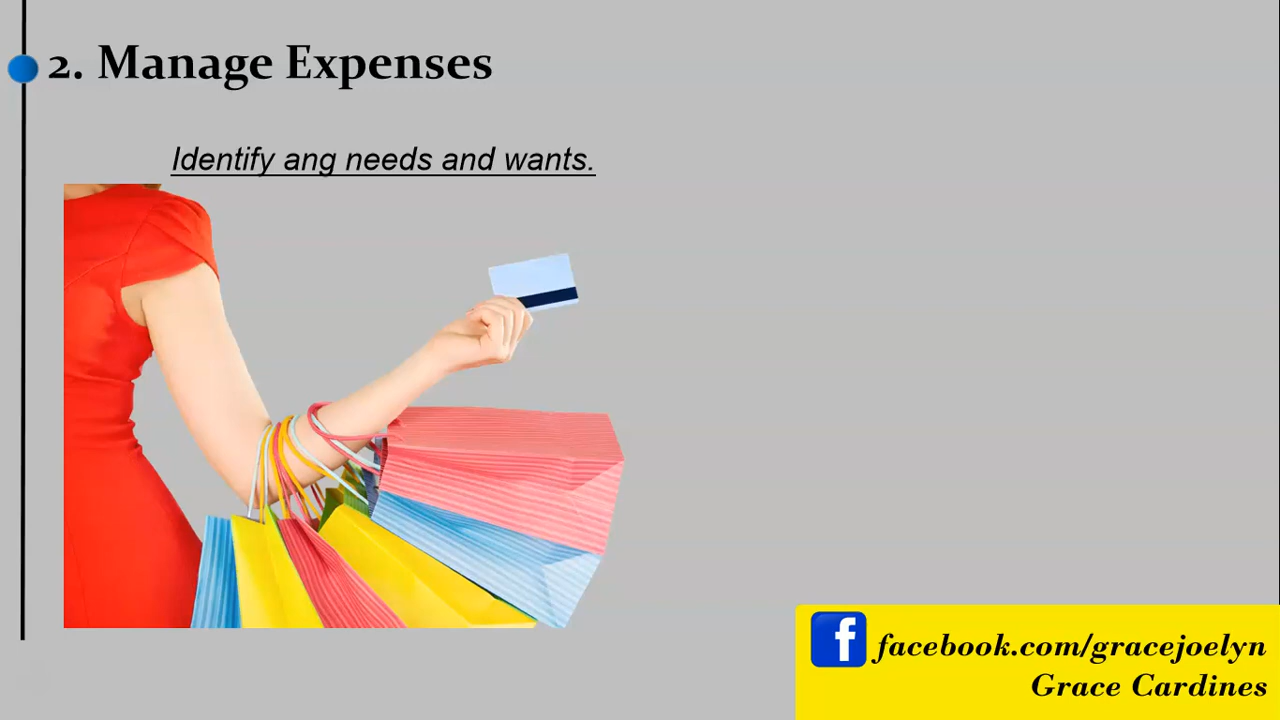 2. Manage Expenses
Identify ang needs and wants.
facebook.com/gracejoelyn
Grace Cardines